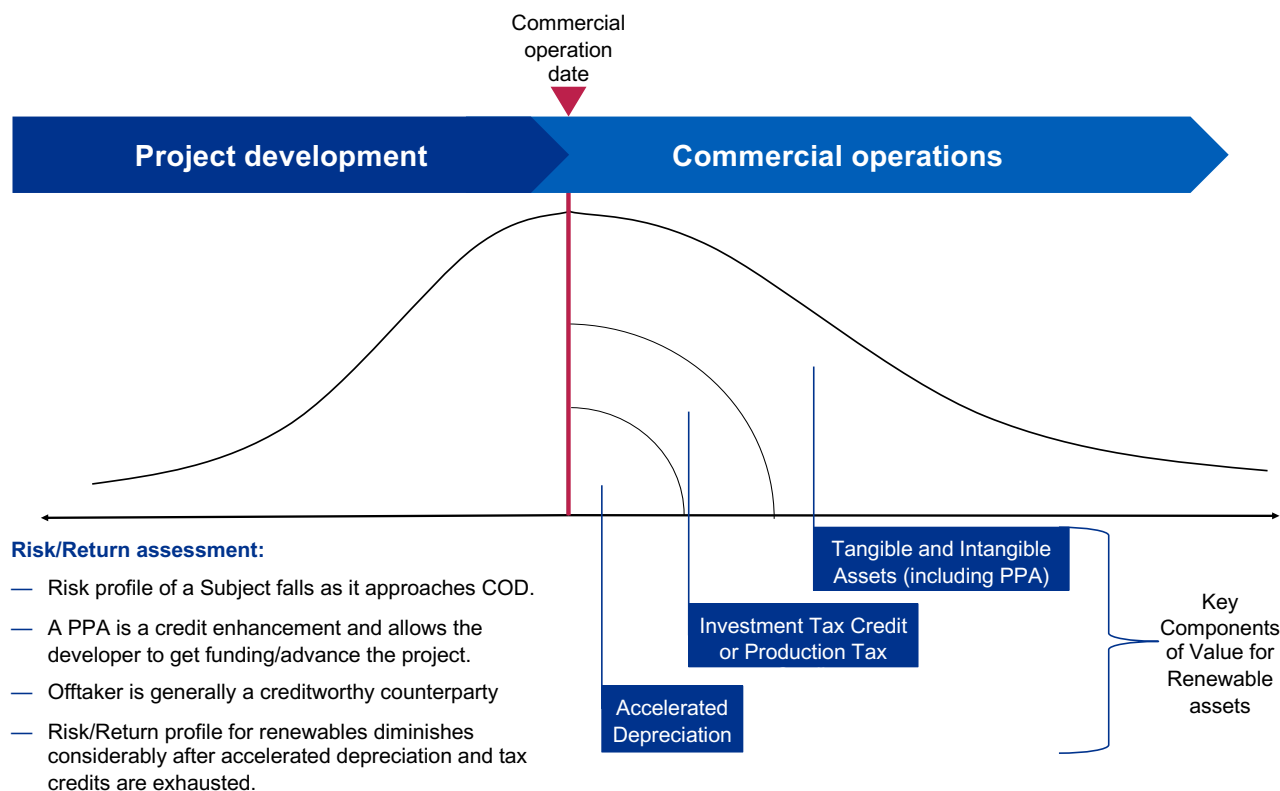 Commercial
operation
date
Project development
Commercial operations
Risk/Return assessment:
— Risk profile of a Subject falls as it approaches COD.
— A PPA is a credit enhancement and allows the
developer to get funding/advance the project.
— Offtaker is generally a creditworthy counterparty
— Risk/Return profile for renewables diminishes
considerably after accelerated depreciation and tax
credits are exhausted.
Tangible and Intangible
Assets (including PPA)
Investment Tax Credit
or Production Tax
Accelerated
Depreciation
Key
Components
of Value for
Renewable
assets